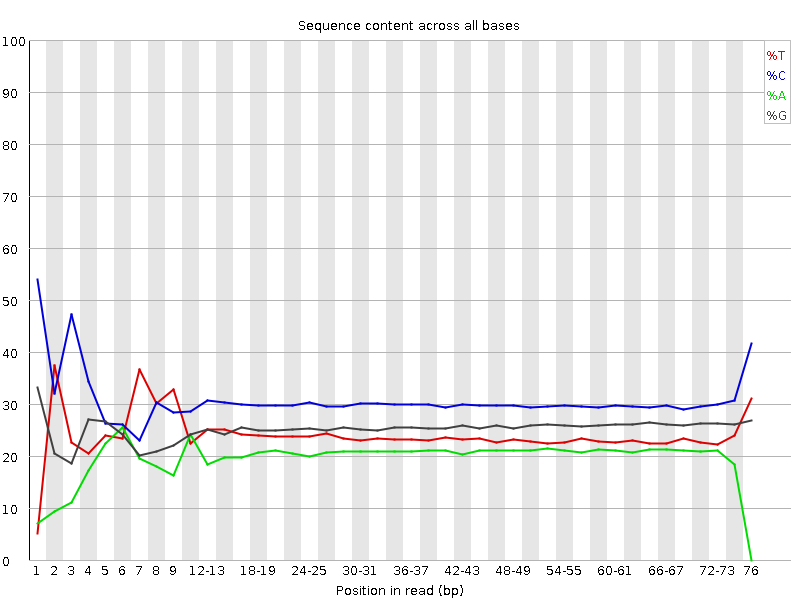 Sequence content across all bases
100
90
80
70
60
50
40
30
20
10
0
%T
%C
%A
%G
1 2 3 4 5 6 7 8 9 12-13 18-19 24-25 30-31 36-37 42-43 48-49 54-55 60-61 66-67 72-73 76
Position in read (bp)